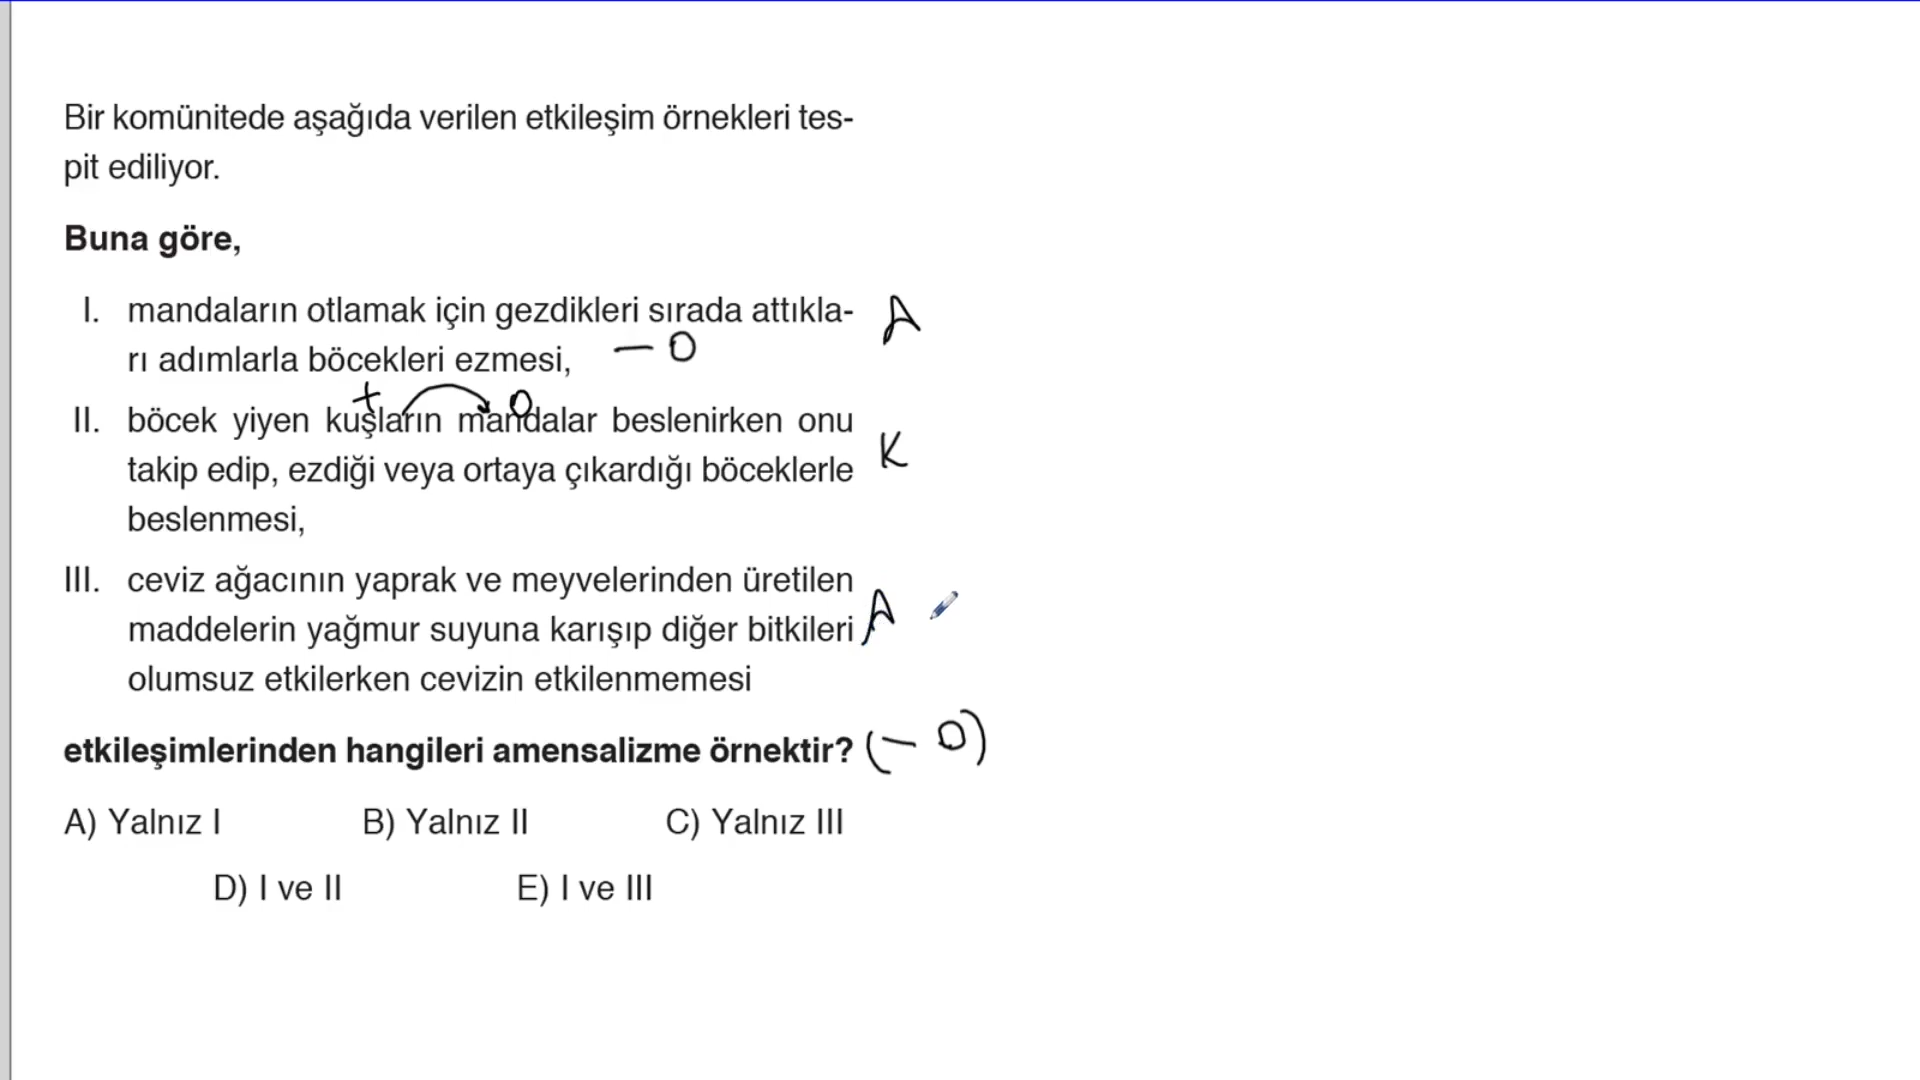 Bir komünitede aşağıda verilen etkileşim örnekleri tes-
pit ediliyor.
Buna göre,
I. mandaların otlamak için gezdikleri sırada attıkla- A
rı adımlarla böcekleri ezmesi, – 0
+ 0
II. böcek yiyen kuşların mandalar beslenirken onu
takip edip, ezdiği veya ortaya çıkardığı böceklerle K
beslenmesi,
III. ceviz ağacının yaprak ve meyvelerinden üretilen
maddelerin yağmur suyuna karışıp diğer bitkileri A
olumsuz etkilerken cevizin etkilenmemesi
etkileşimlerinden hangileri amensalizme örnektir? (– 0)
A) Yalnız I B) Yalnız II C) Yalnız III
D) I ve II E) I ve III